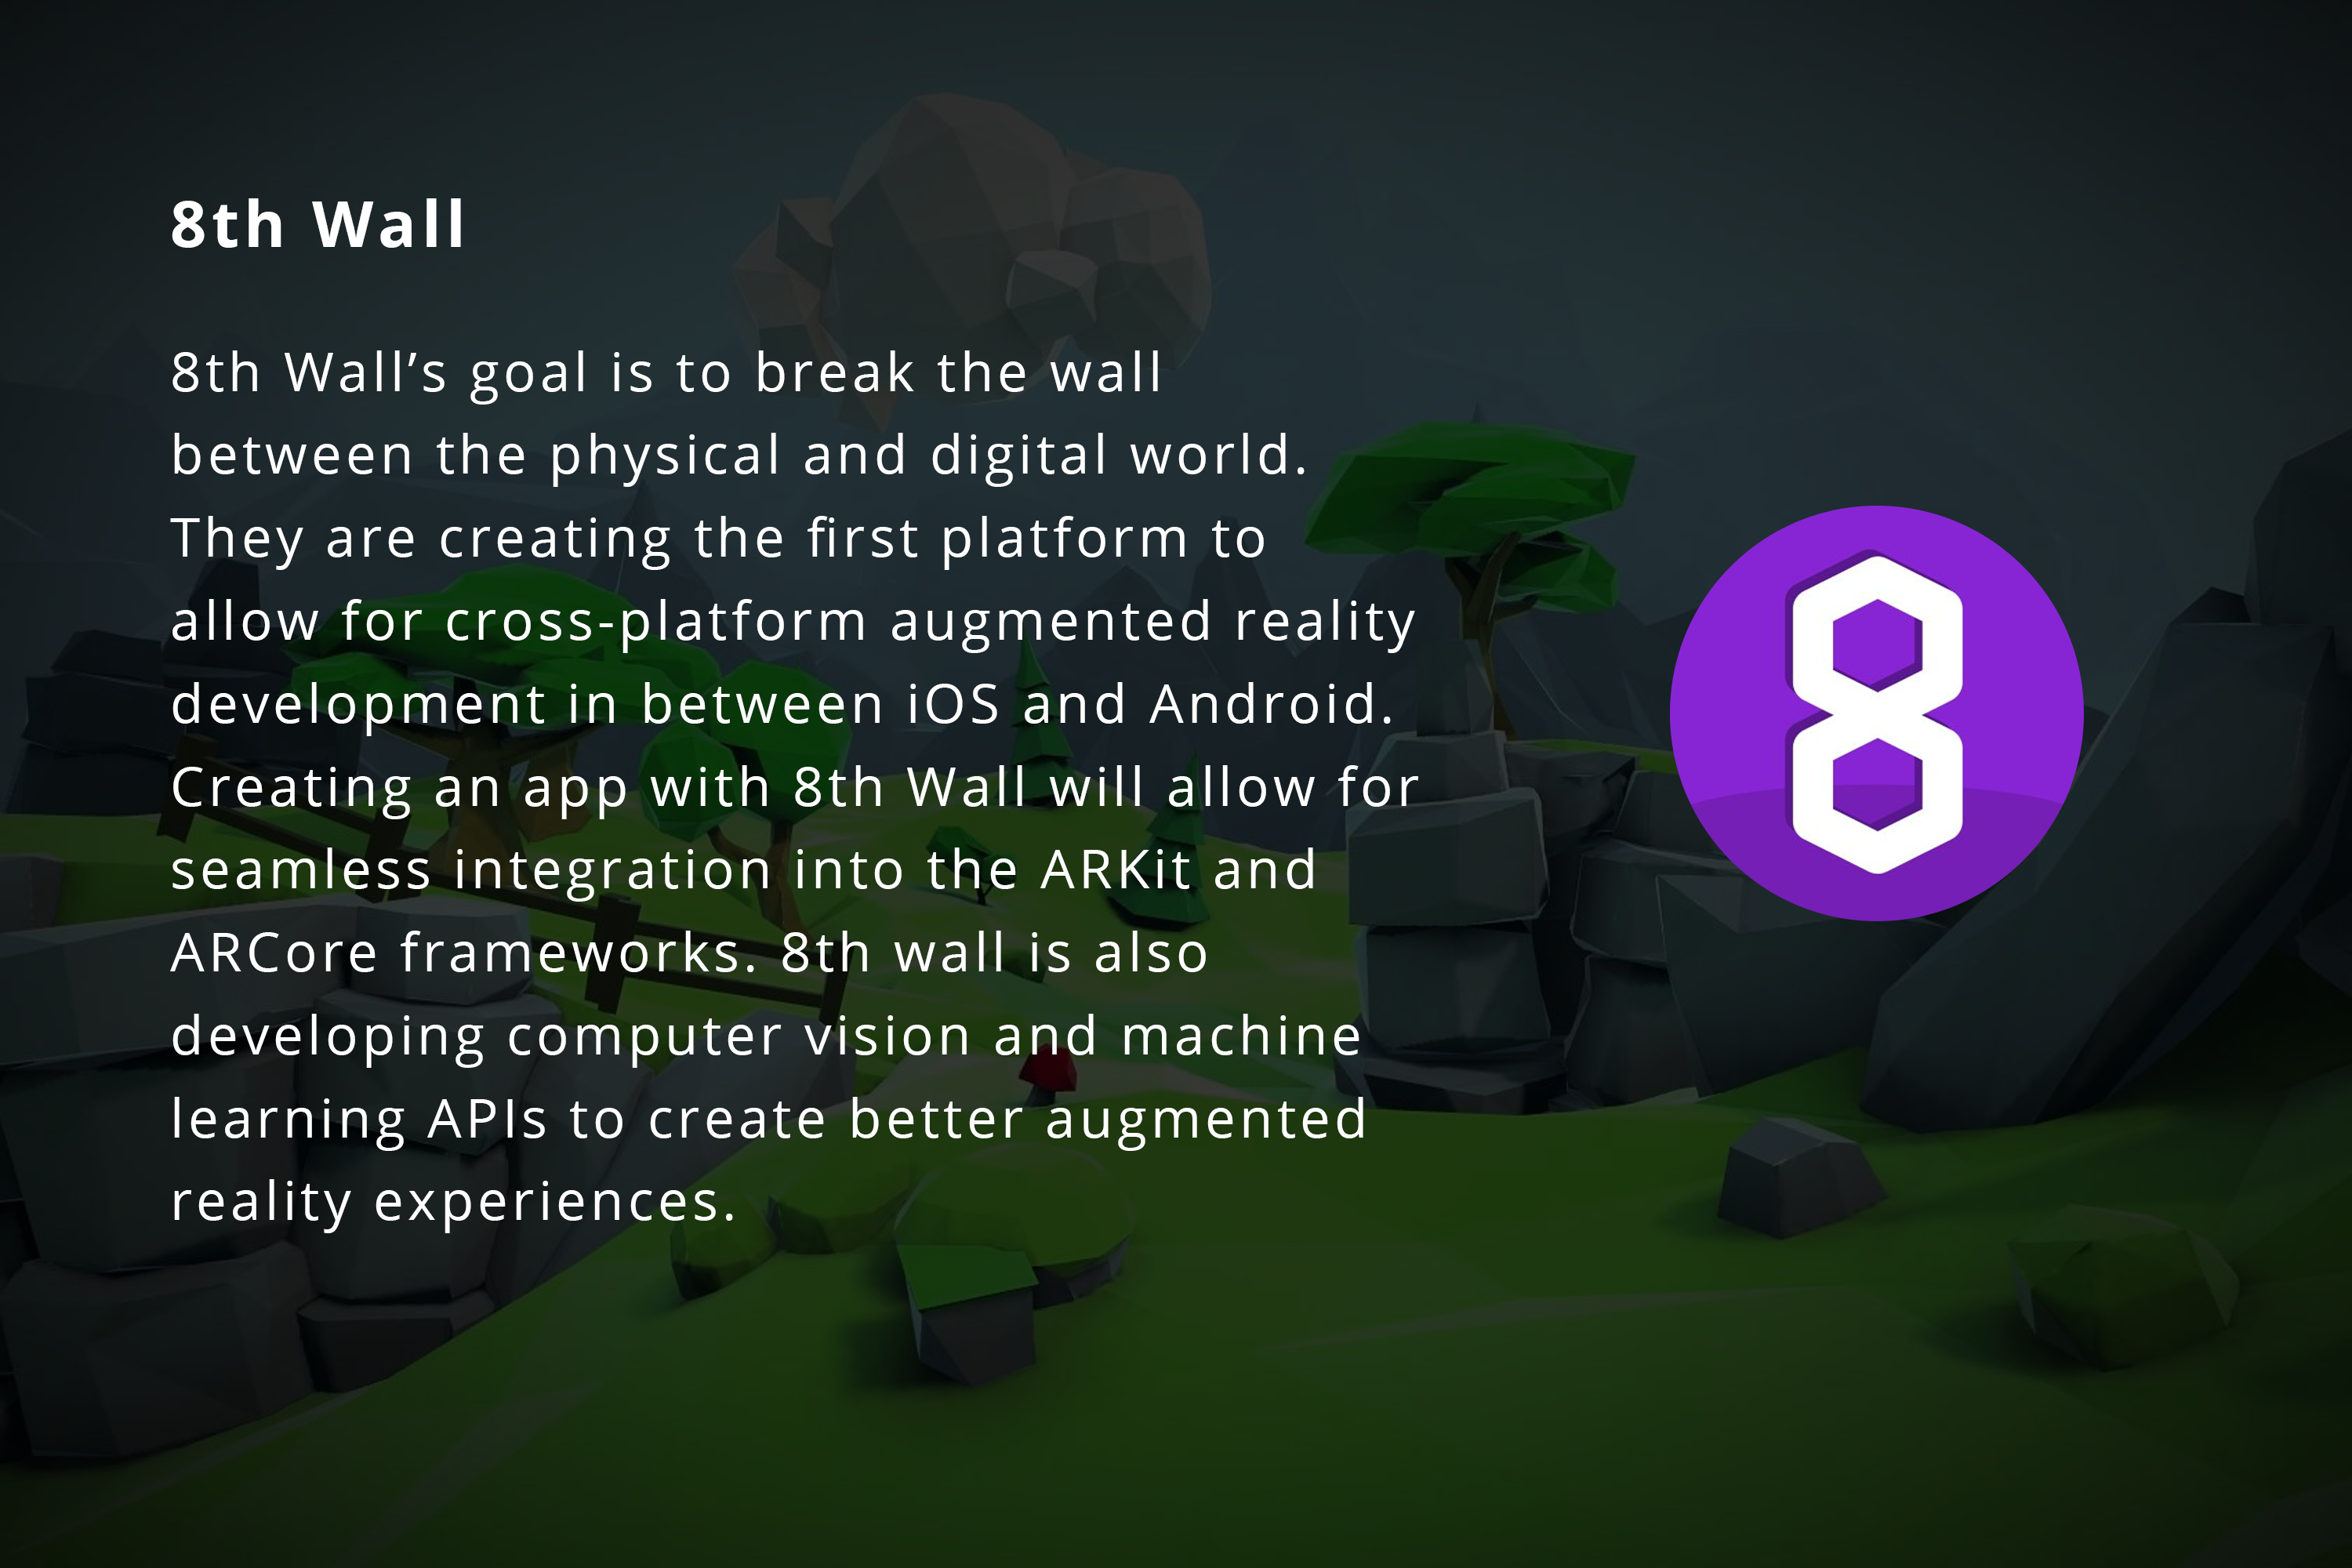 8th Wall
8th Wall’s goal is to break the wall
between the physical and digital world.
They are creating the first platform to
allow for cross-platform augmented reality
development in between iOS and Android.
Creating an app with 8th Wall will allow for
seamless integration into the ARKit and
ARCore frameworks. 8th wall is also
developing computer vision and machine
learning APIs to create better augmented
reality experiences.
8